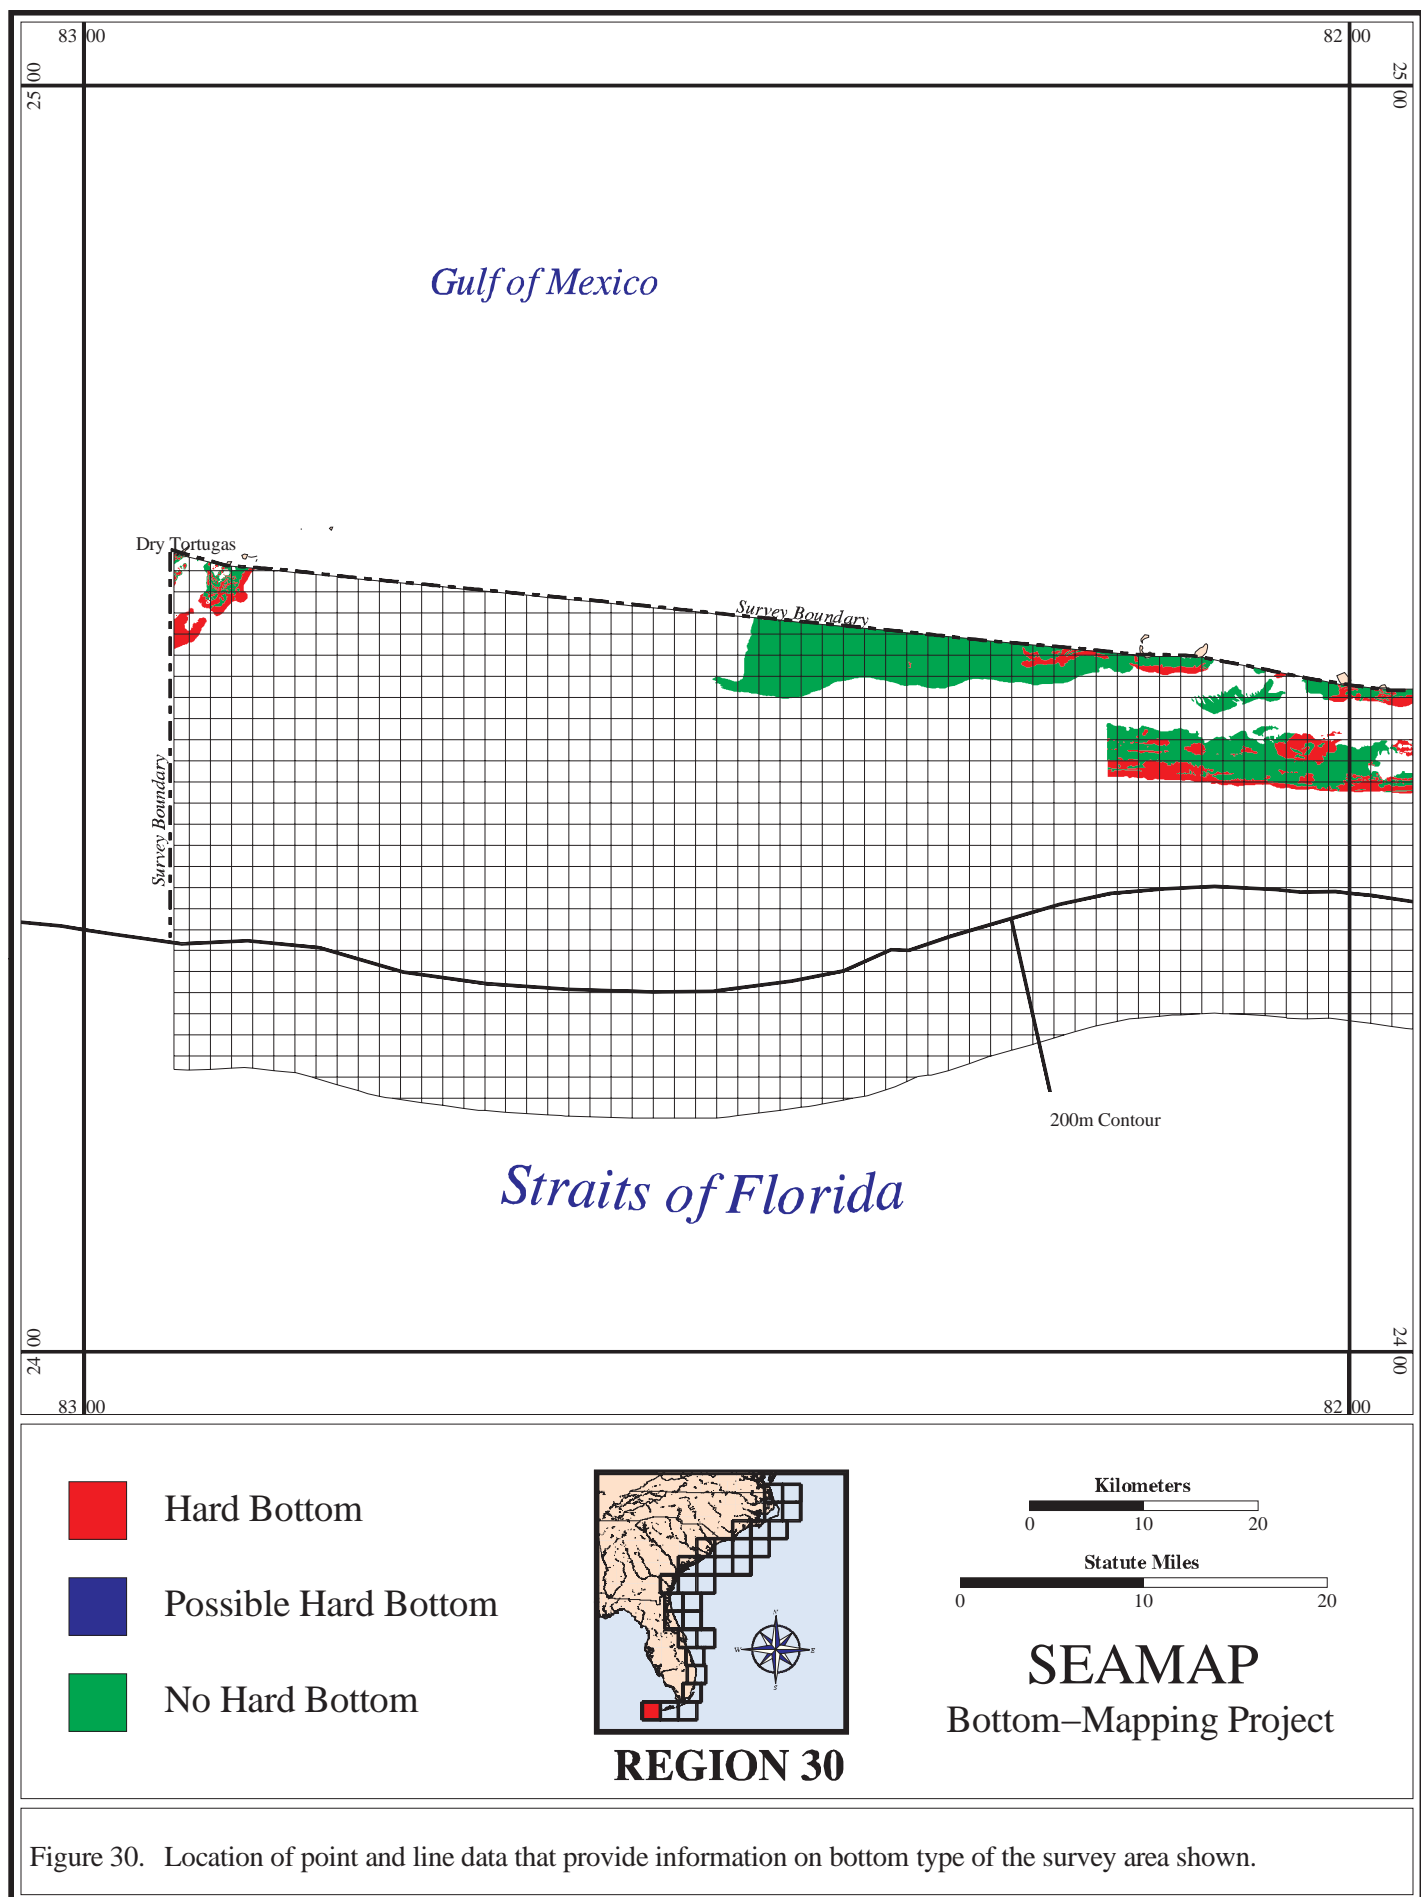 83 00
82 00
25 00
25 00
Gulf of Mexico
Dry Tortugas
Survey Boundary
Survey Boundary
200m Contour
Straits of Florida
24 00
24 00
83 00
82 00
Hard Bottom
Possible Hard Bottom
No Hard Bottom
N
W E
S
REGION 30
Kilometers
0 10 20
Statute Miles
0 10 20
SEAMAP
Bottom–Mapping Project
Figure 30. Location of point and line data that provide information on bottom type of the survey area shown.